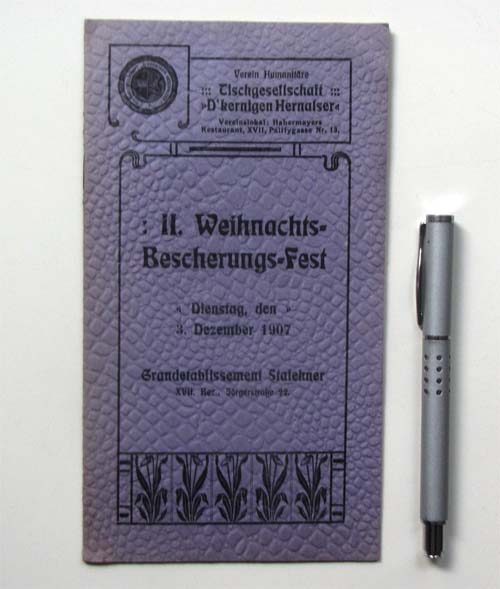 Verein Humanitäre
::: Tischgesellschaft :::
»D'kernigen Hernalser«
Vereinslokal: Habermayers
Restaurant, XVII, Palffygasse Nr. 13.
: II. Weihnachts-
Bescherungs-Fest
« Dienstag, den »
3. Dezember 1907
Grandetablissement Stalehner
XVII. Bez., Jörgerstraße 22.